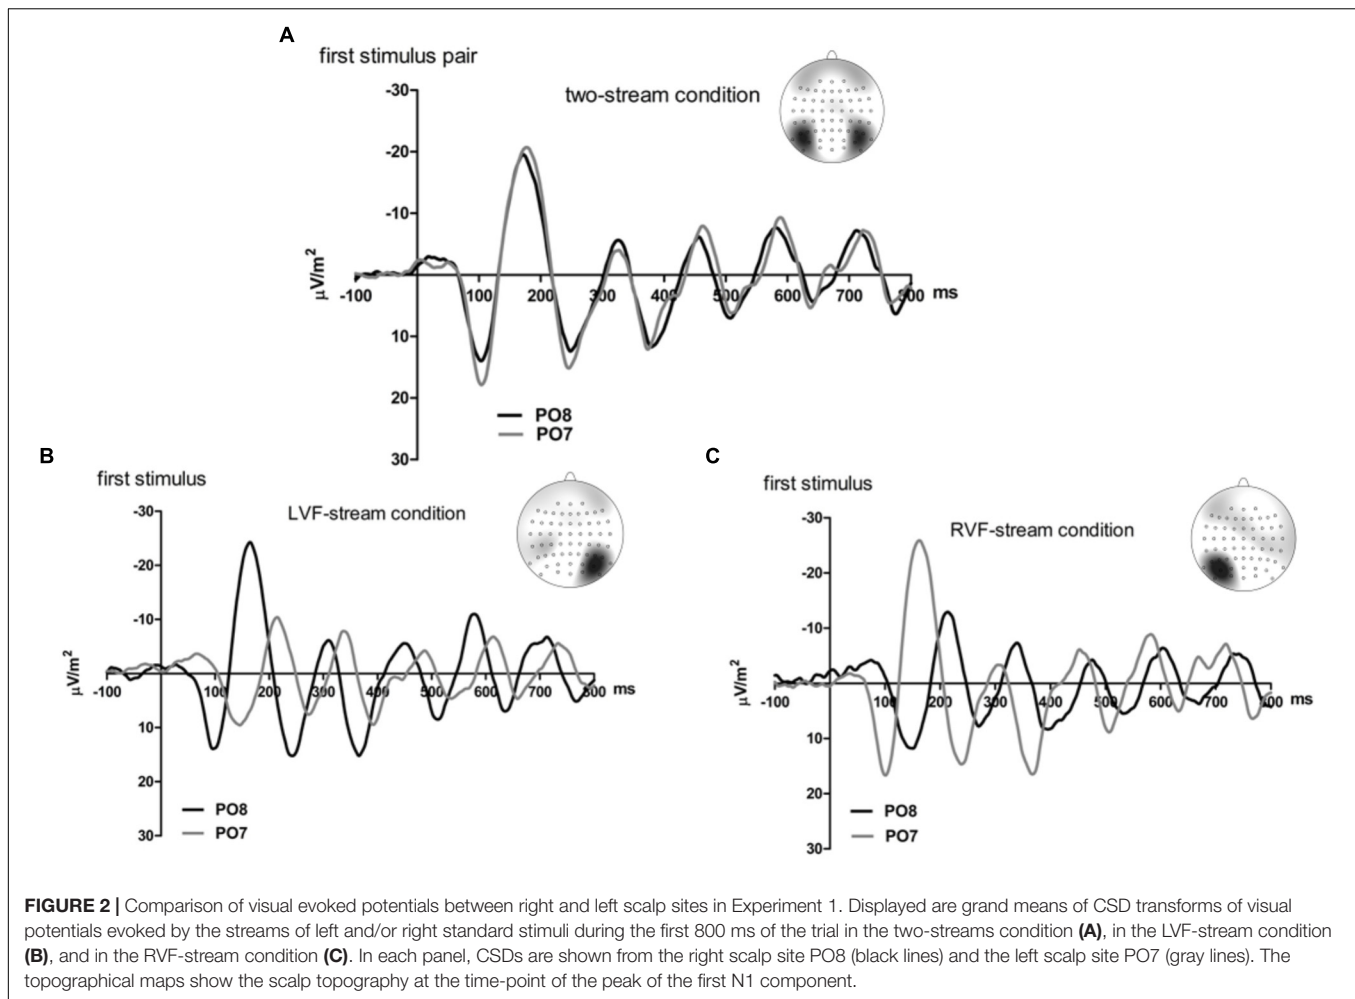 A
first stimulus pair
two-stream condition
-30
-20
-10
µV/m²
-100
100
200
300
400
500
600
700
800
ms
10
20
30
PO8
PO7
B
first stimulus
LVF-stream condition
-30
-20
-10
µV/m²
-100
100
200
300
400
500
600
700
800
ms
10
20
30
PO8
PO7
C
first stimulus
RVF-stream condition
-30
-20
-10
µV/m²
-100
100
200
300
400
500
600
700
800
ms
10
20
30
PO8
PO7
FIGURE 2 | Comparison of visual evoked potentials between right and left scalp sites in Experiment 1. Displayed are grand means of CSD transforms of visual
potentials evoked by the streams of left and/or right standard stimuli during the first 800 ms of the trial in the two-streams condition (A), in the LVF-stream condition
(B), and in the RVF-stream condition (C). In each panel, CSDs are shown from the right scalp site PO8 (black lines) and the left scalp site PO7 (gray lines). The
topographical maps show the scalp topography at the time-point of the peak of the first N1 component.